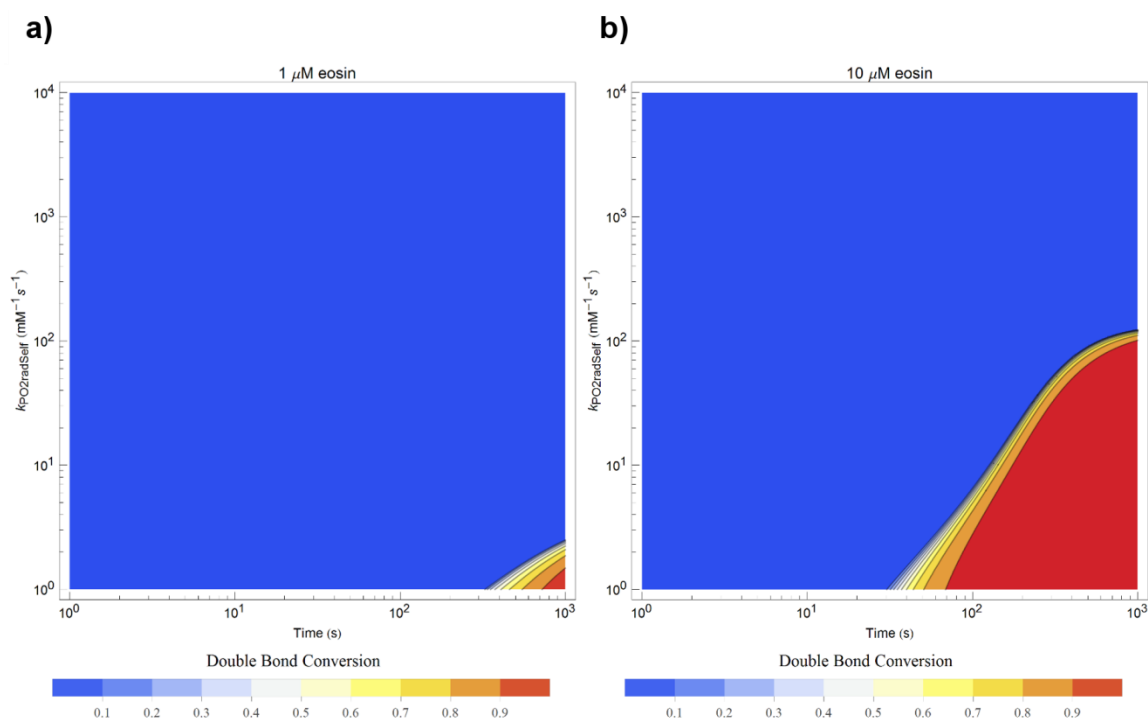 a)
1 μM eosin
10⁴
10³
10²
10¹
10⁰
kPO2radSelf (mM⁻¹ s⁻¹)
10⁰ 10¹ 10² 10³
Time (s)
Double Bond Conversion
0.1 0.2 0.3 0.4 0.5 0.6 0.7 0.8 0.9
b)
10 μM eosin
10⁴
10³
10²
10¹
10⁰
kPO2radSelf (mM⁻¹ s⁻¹)
10⁰ 10¹ 10² 10³
Time (s)
Double Bond Conversion
0.1 0.2 0.3 0.4 0.5 0.6 0.7 0.8 0.9